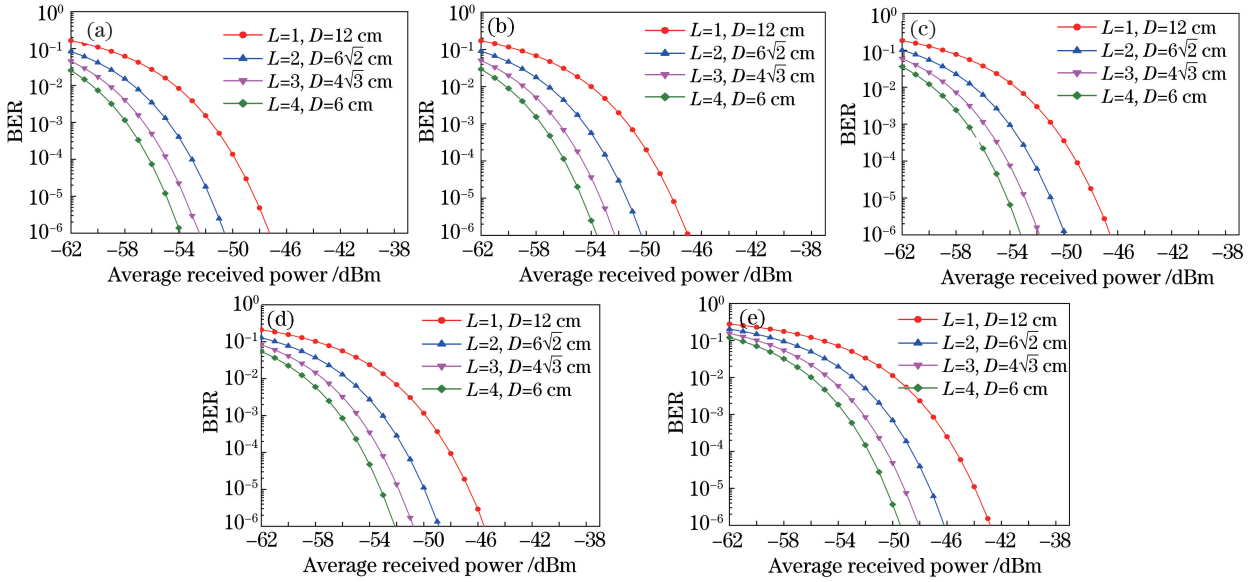 (a)
L=1, D=12 cm
L=2, D=6√2 cm
L=3, D=4√3 cm
L=4, D=6 cm
BER
10⁰
10⁻¹
10⁻²
10⁻³
10⁻⁴
10⁻⁵
10⁻⁶
−62 −58 −54 −50 −46 −42 −38
Average received power /dBm
(b)
L=1, D=12 cm
L=2, D=6√2 cm
L=3, D=4√3 cm
L=4, D=6 cm
BER
10⁰
10⁻¹
10⁻²
10⁻³
10⁻⁴
10⁻⁵
10⁻⁶
−62 −58 −54 −50 −46 −42 −38
Average received power /dBm
(c)
L=1, D=12 cm
L=2, D=6√2 cm
L=3, D=4√3 cm
L=4, D=6 cm
BER
10⁰
10⁻¹
10⁻²
10⁻³
10⁻⁴
10⁻⁵
10⁻⁶
−62 −58 −54 −50 −46 −42 −38
Average received power /dBm
(d)
L=1, D=12 cm
L=2, D=6√2 cm
L=3, D=4√3 cm
L=4, D=6 cm
BER
10⁰
10⁻¹
10⁻²
10⁻³
10⁻⁴
10⁻⁵
10⁻⁶
−62 −58 −54 −50 −46 −42 −38
Average received power /dBm
(e)
L=1, D=12 cm
L=2, D=6√2 cm
L=3, D=4√3 cm
L=4, D=6 cm
BER
10⁰
10⁻¹
10⁻²
10⁻³
10⁻⁴
10⁻⁵
10⁻⁶
−62 −58 −54 −50 −46 −42 −38
Average received power /dBm